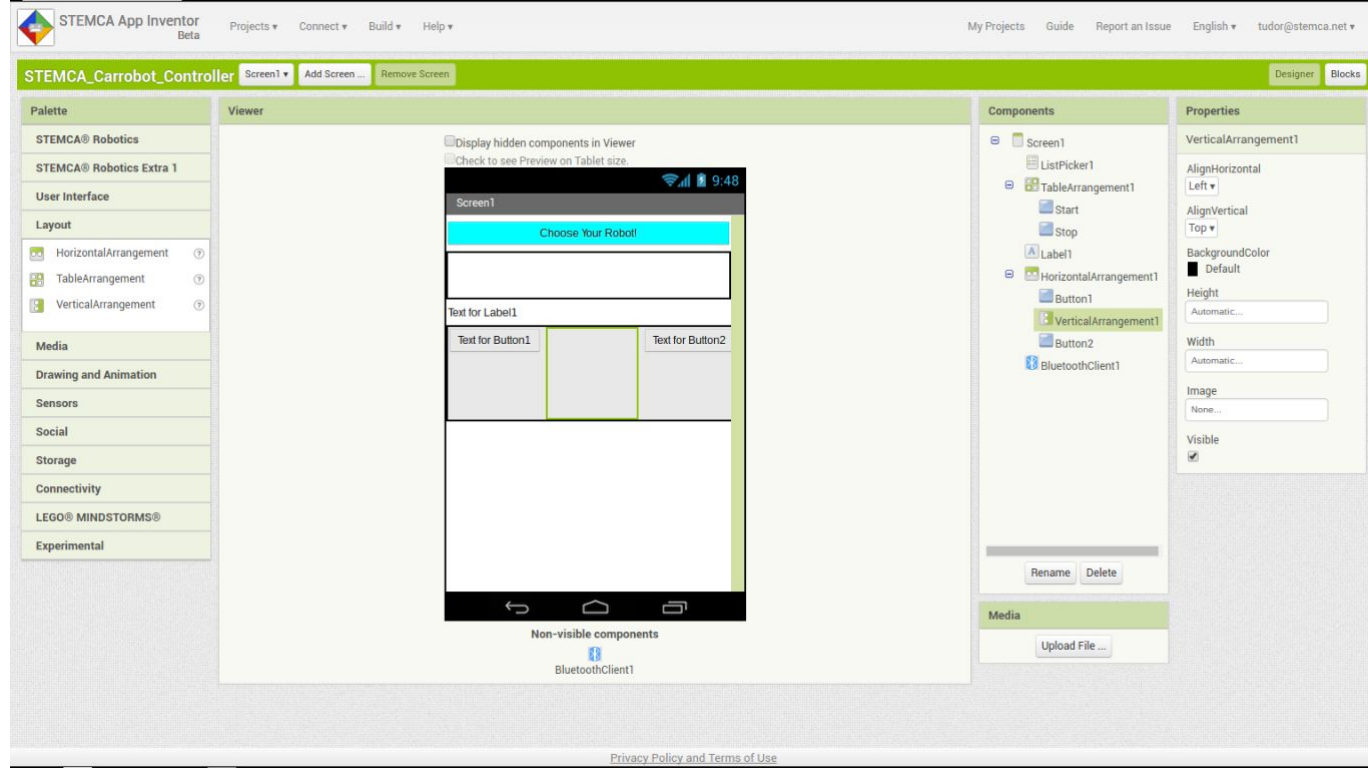 STEMCA App Inventor
Beta
Projects ▾ Connect ▾ Build ▾ Help ▾
My Projects Guide Report an Issue English ▾ tudor@stemca.net ▾
STEMCA_Carrobot_Controller Screen1 ▾ Add Screen ... Remove Screen
Designer Blocks
Palette
STEMCA® Robotics
STEMCA® Robotics Extra 1
User Interface
Layout
HorizontalArrangement ?
TableArrangement ?
VerticalArrangement ?
Media
Drawing and Animation
Sensors
Social
Storage
Connectivity
LEGO® MINDSTORMS®
Experimental
Viewer
Display hidden components in Viewer
Check to see Preview on Tablet size.
9:48
Screen1
Choose Your Robot!
Text for Label1
Text for Button1 Text for Button2
Non-visible components
BluetoothClient1
Components
Screen1
ListPicker1
TableArrangement1
Start
Stop
A Label1
HorizontalArrangement1
Button1
VerticalArrangement1
Button2
BluetoothClient1
Rename Delete
Media
Upload File ...
Properties
VerticalArrangement1
AlignHorizontal
Left ▾
AlignVertical
Top ▾
BackgroundColor
Default
Height
Automatic...
Width
Automatic...
Image
None...
Visible
Privacy Policy and Terms of Use